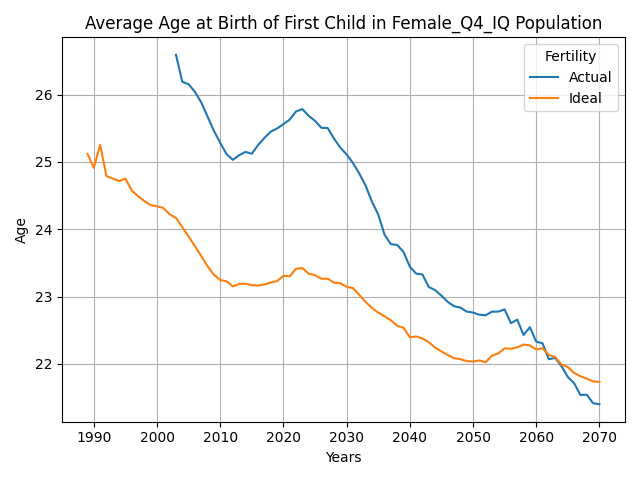 Average Age at Birth of First Child in Female_Q4_IQ Population
Fertility
Actual
Ideal
Age
26
25
24
23
22
1990
2000
2010
2020
2030
2040
2050
2060
2070
Years